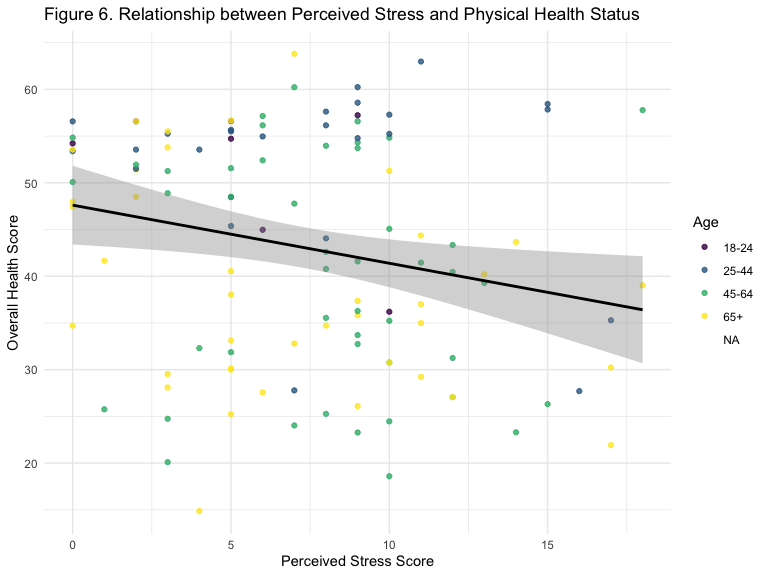 Figure 6. Relationship between Perceived Stress and Physical Health Status
60
50
40
30
20
Overall Health Score
0
5
10
15
Perceived Stress Score
Age
18-24
25-44
45-64
65+
NA